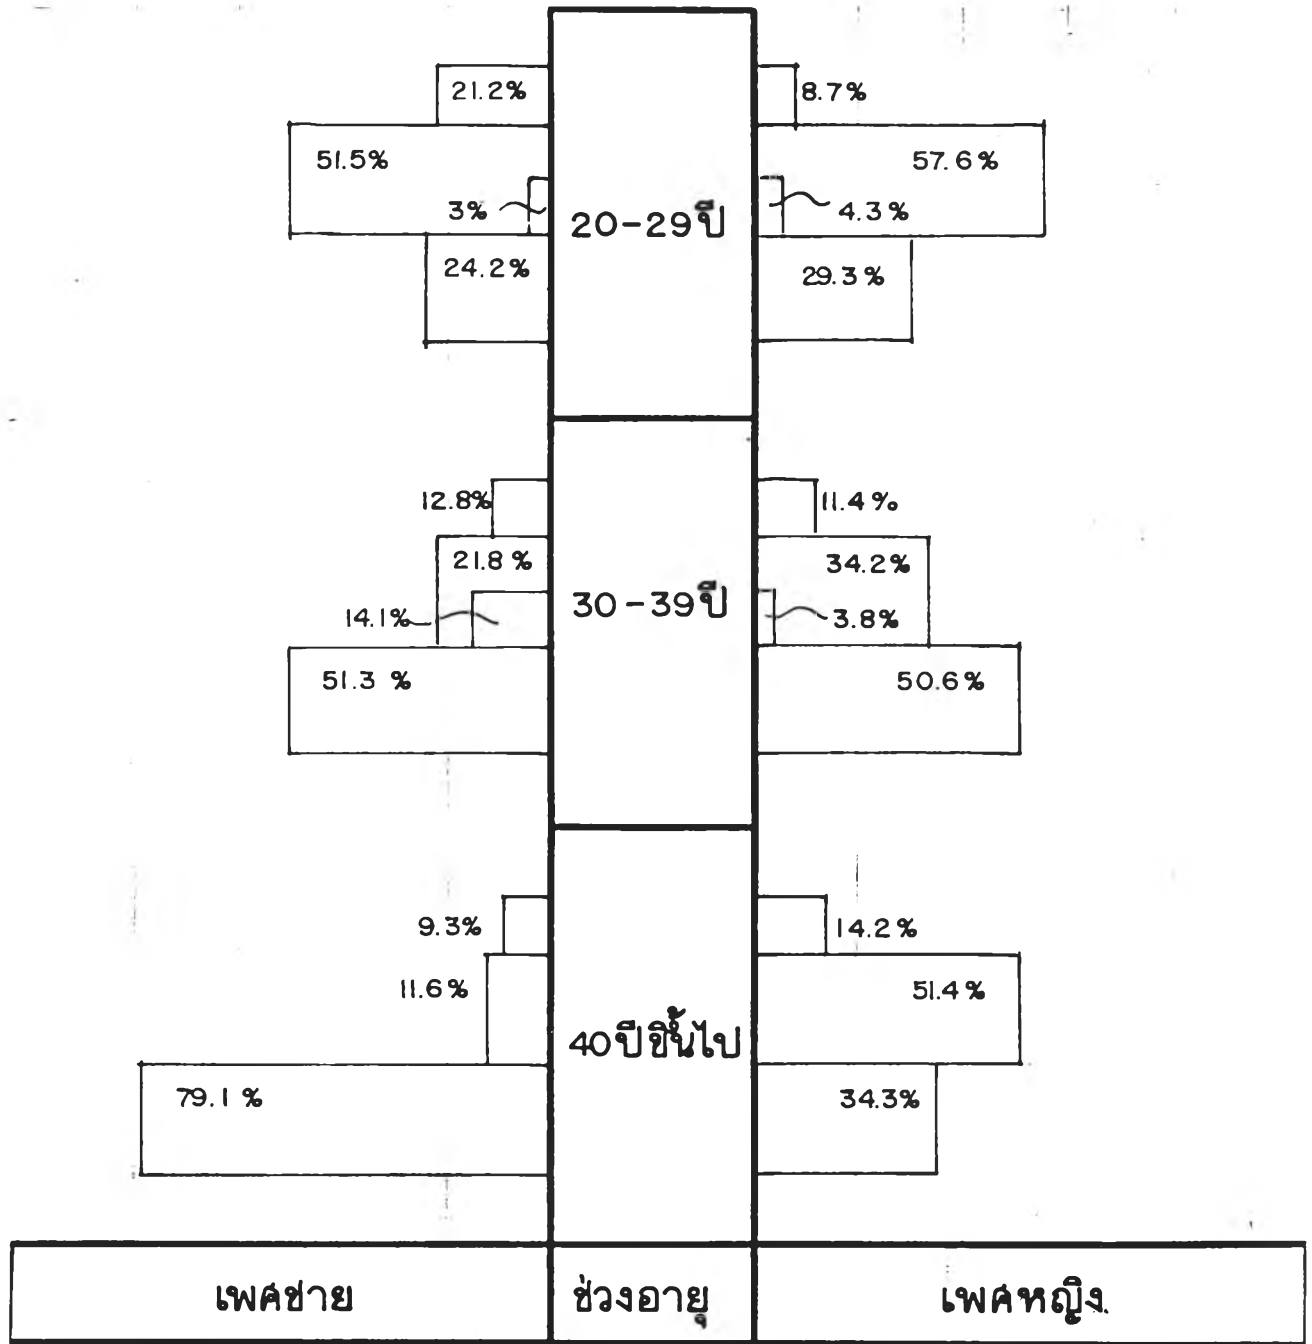 21.2% 8.7%
51.5% 57.6%
3% 20-29ปี 4.3%
24.2% 29.3%
12.8% 11.4%
21.8% 34.2%
14.1% 30-39ปี 3.8%
51.3% 50.6%
9.3% 14.2%
11.6% 51.4%
40ปีขึ้นไป
79.1% 34.3%
เพศชาย ช่วงอายุ เพศหญิง.